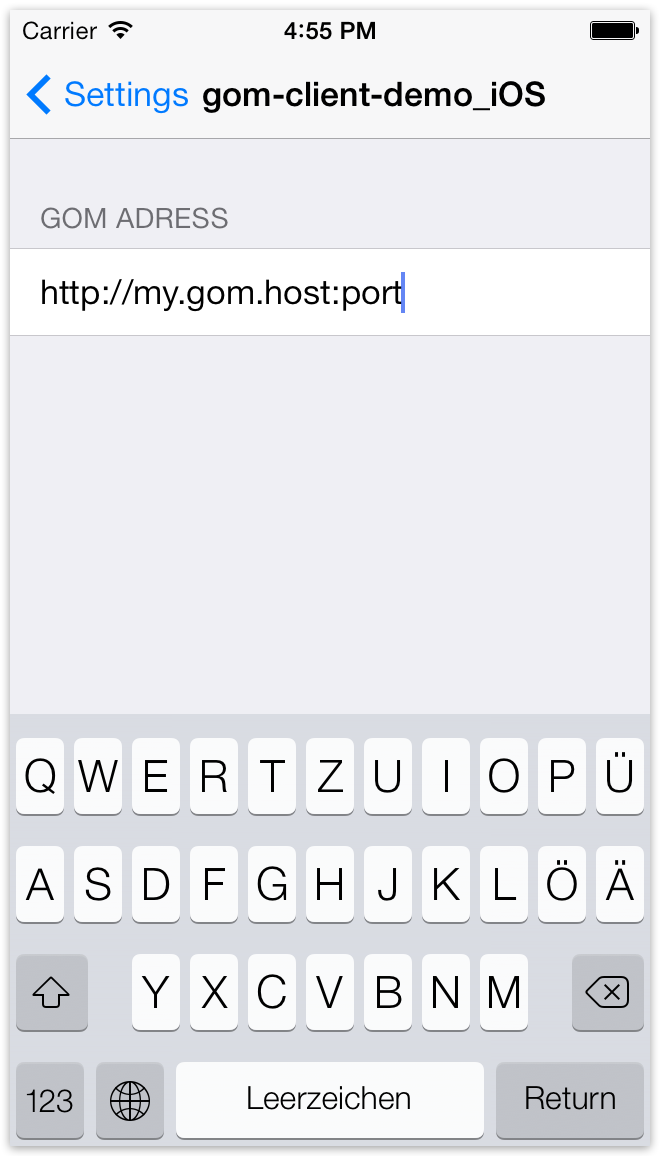 Carrier 4:55 PM
Settings gom-client-demo_iOS
GOM ADRESS
http://my.gom.host:port
Q W E R T Z U I O P Ü
A S D F G H J K L Ö Ä
Y X C V B N M
123 Leerzeichen Return